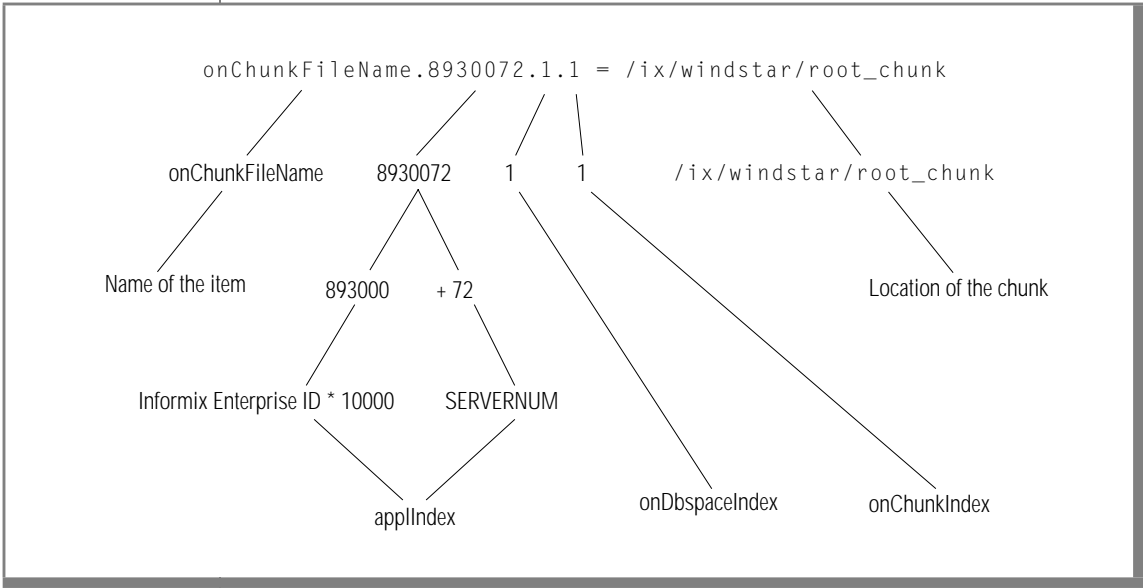 onChunkFileName.8930072.1.1 = /ix/windstar/root_chunk
onChunkFileName 8930072 1 1 /ix/windstar/root_chunk
Name of the item 893000 + 72 Location of the chunk
Informix Enterprise ID * 10000 SERVERNUM
applIndex onDbspaceIndex onChunkIndex